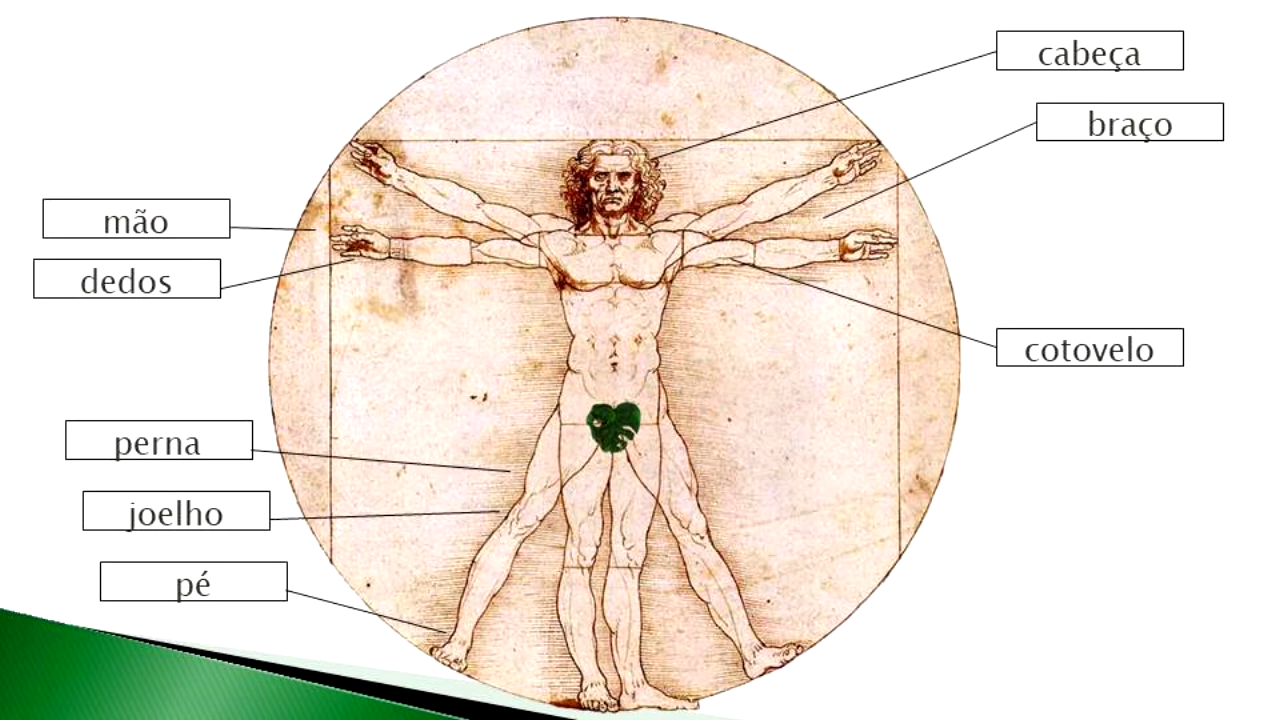 cabeça
braço
mão
dedos
cotovelo
perna
joelho
pé